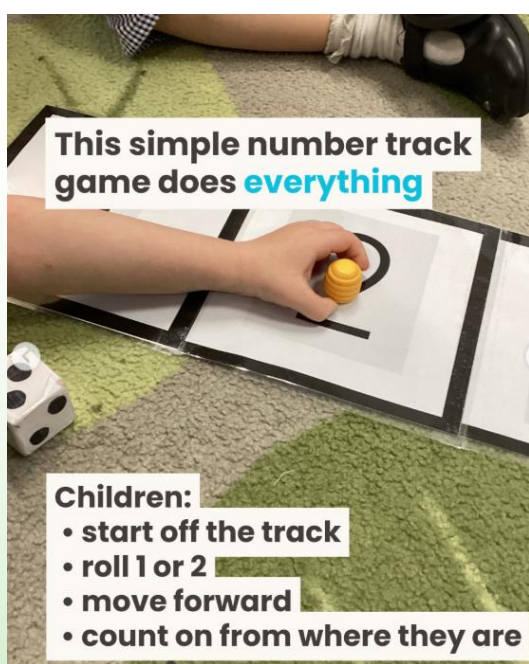 This simple number track
game does everything
2
Children:
• start off the track
• roll 1 or 2
• move forward
• count on from where they are